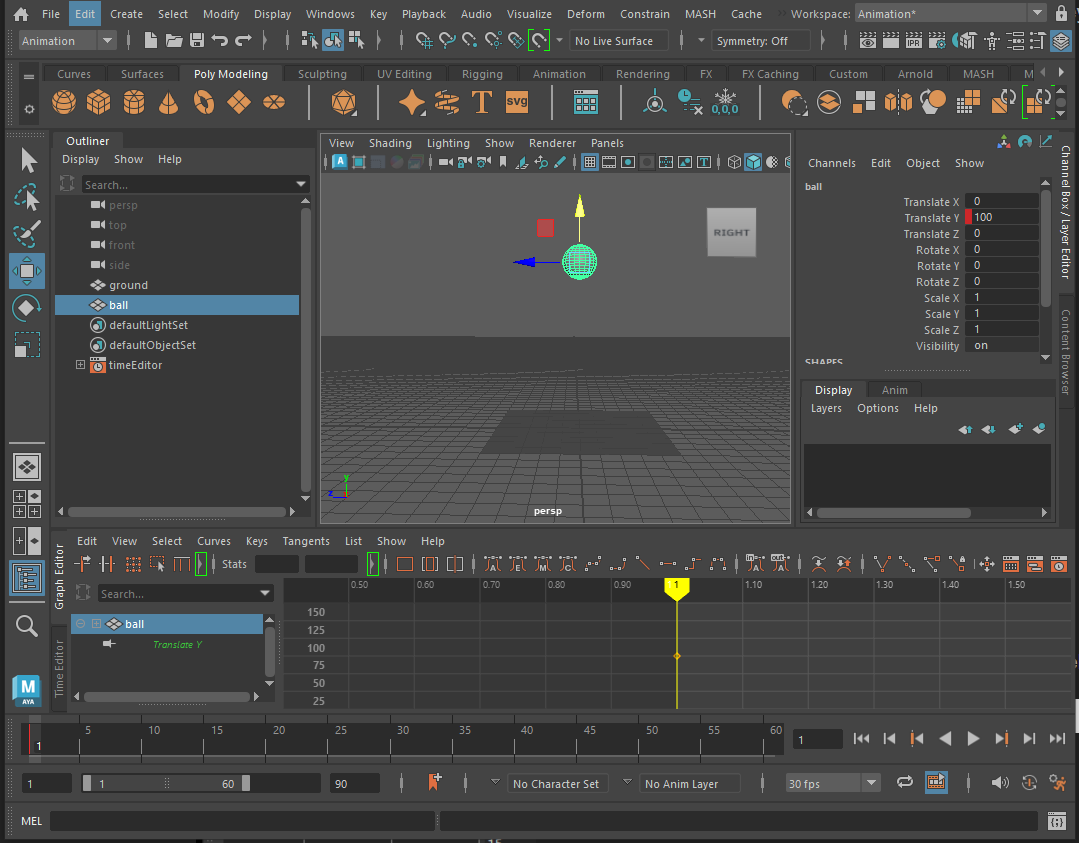 File Edit Create Select Modify Display Windows Key Playback Audio Visualize Deform Constrain MASH Cache Workspace: Animation*
Animation No Live Surface Symmetry: Off IPR
Curves Surfaces Poly Modeling Sculpting UV Editing Rigging Animation Rendering FX FX Caching Custom Arnold MASH M
T SVG 0,0,0
Outliner
Display Show Help
Search...
persp
top
front
side
ground
ball
defaultLightSet
defaultObjectSet
timeEditor
View Shading Lighting Show Renderer Panels
RIGHT
y
z
persp
Channels Edit Object Show
ball
Translate X 0
Translate Y 100
Translate Z 0
Rotate X 0
Rotate Y 0
Rotate Z 0
Scale X 1
Scale Y 1
Scale Z 1
Visibility on
SHAPES
Channel Box / Layer Editor
Content Browser
Display Anim
Layers Options Help
Graph Editor
Time Editor
Edit View Select Curves Keys Tangents List Show Help
Stats
Search...
ball
Translate Y
0.50 0.60 0.70 0.80 0.90 1 1.10 1.20 1.30 1.40 1.50
150
125
100
75
50
25
M
AYA
1 5 10 15 20 25 30 35 40 45 50 55 60
1
1 1 60 90 No Character Set No Anim Layer 30 fps
MEL